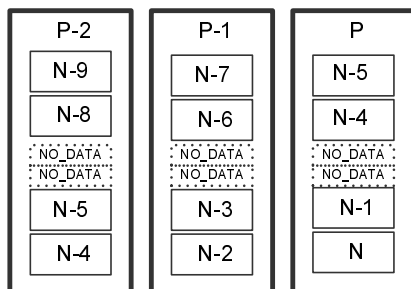 P-2
N-9
N-8
NO_DATA
NO_DATA
N-5
N-4
P-1
N-7
N-6
NO_DATA
NO_DATA
N-3
N-2
P
N-5
N-4
NO_DATA
NO_DATA
N-1
N